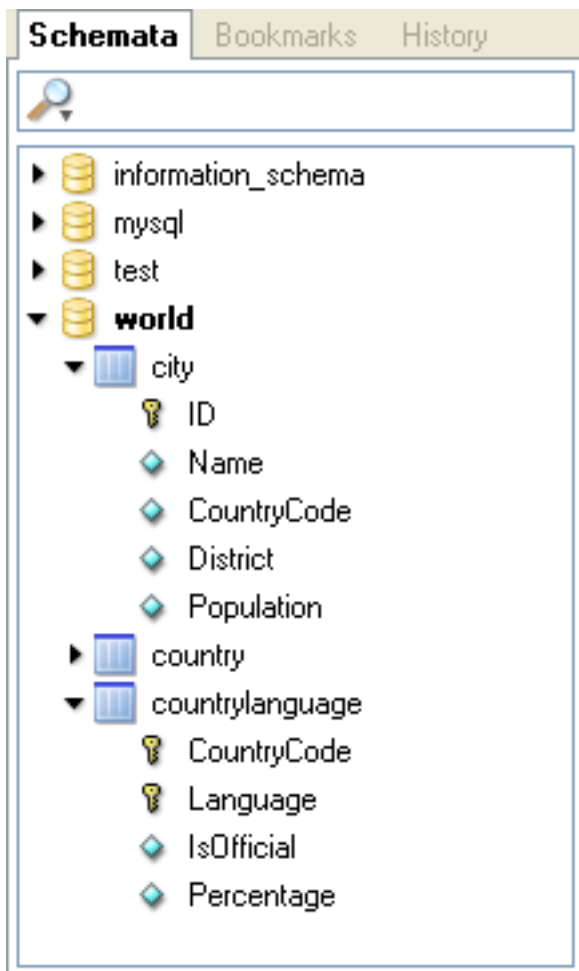 Schemata Bookmarks History
information_schema
mysql
test
world
city
ID
Name
CountryCode
District
Population
country
countrylanguage
CountryCode
Language
IsOfficial
Percentage